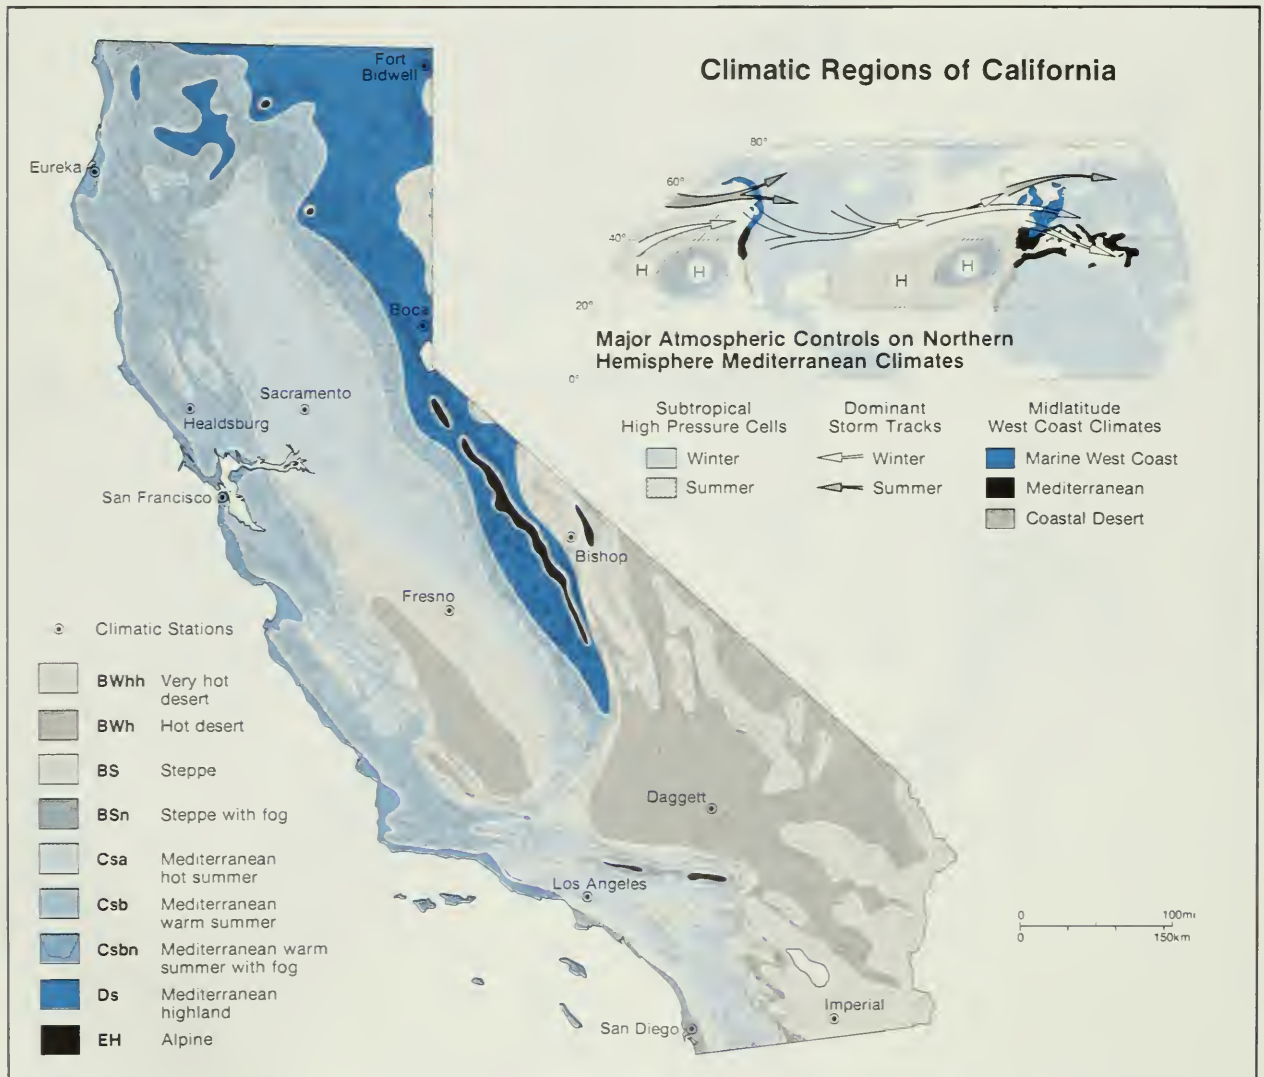 Climatic Regions of California
Fort
Bidwell
Eureka
Boca
Sacramento
Healdsburg
San Francisco
Bishop
Fresno
Daggett
Los Angeles
San Diego
Imperial
80°
60°
40°
20°
0°
H
H
H
H
Major Atmospheric Controls on Northern
Hemisphere Mediterranean Climates
Subtropical
High Pressure Cells
Winter
Summer
Dominant
Storm Tracks
Winter
Summer
Midlatitude
West Coast Climates
Marine West Coast
Mediterranean
Coastal Desert
Climatic Stations
BWhh Very hot
desert
BWh Hot desert
BS Steppe
BSn Steppe with fog
Csa Mediterranean
hot summer
Csb Mediterranean
warm summer
Csbn Mediterranean warm
summer with fog
Ds Mediterranean
highland
EH Alpine
0 100mi
0 150km